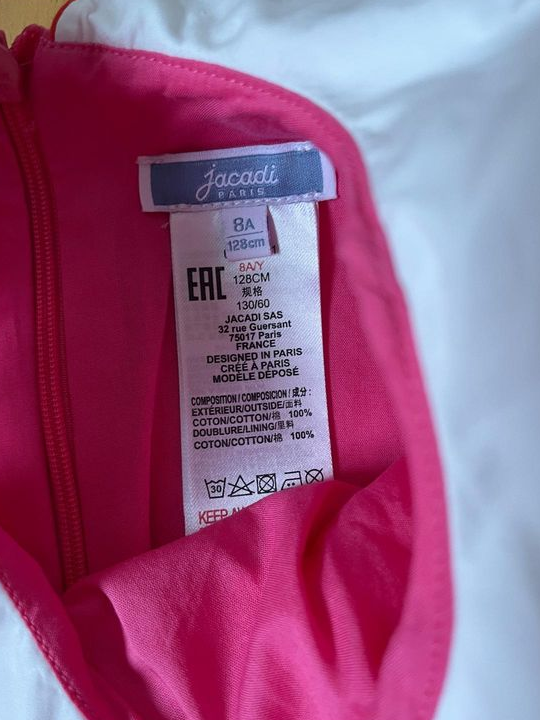 jacadi
PARIS
8A
128cm
1
8A/Y
EAC
128CM
规格
130/60
JACADI SAS
32 rue Guersant
75017 Paris
FRANCE
DESIGNED IN PARIS
CRÉÉ À PARIS
MODÈLE DÉPOSÉ
COMPOSITION/COMPOSICION/成分:
EXTÉRIEUR/OUTSIDE/面料
COTON/COTTON/棉 100%
DOUBLURE/LINING/里料
COTON/COTTON/棉 100%
30
KEEP